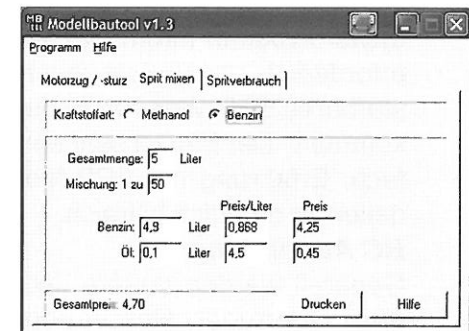 MB Modellbautool v1.3
Programm Hilfe
Motorzug / -sturz Sprit mixen Spritverbrauch
Kraftstoffart: Methanol Benzin
Gesamtmenge: 5 Liter
Mischung: 1 zu 50
Preis/Liter Preis
Benzin: 4,9 Liter 0,868 4,25
Öl: 0,1 Liter 4,5 0,45
Gesamtpreis: 4,70 Drucken Hilfe